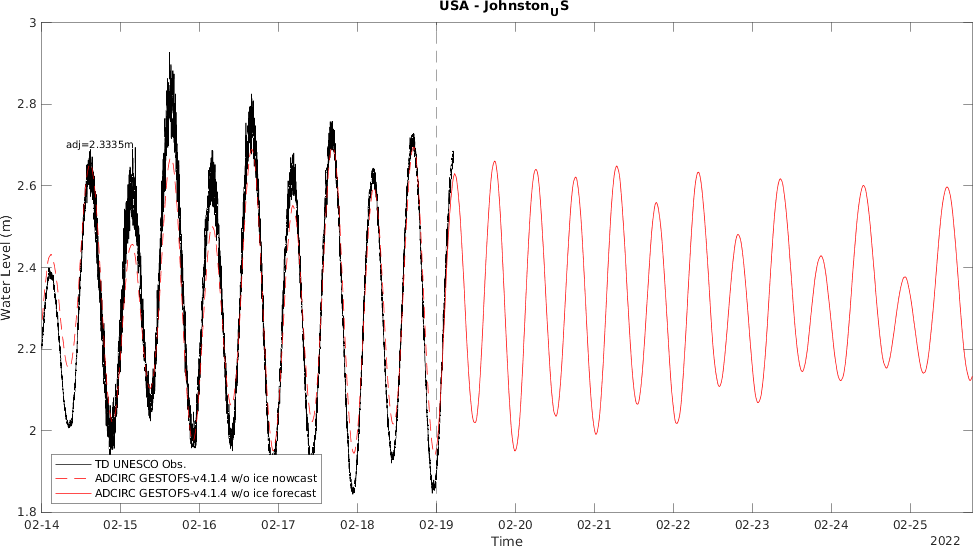 USA - JohnstonUS
3
2.8
2.6
2.4
2.2
2
1.8
Water Level (m)
adj=2.3335m
TD UNESCO Obs.
ADCIRC GESTOFS-v4.1.4 w/o ice nowcast
ADCIRC GESTOFS-v4.1.4 w/o ice forecast
02-14 02-15 02-16 02-17 02-18 02-19 02-20 02-21 02-22 02-23 02-24 02-25
Time
2022